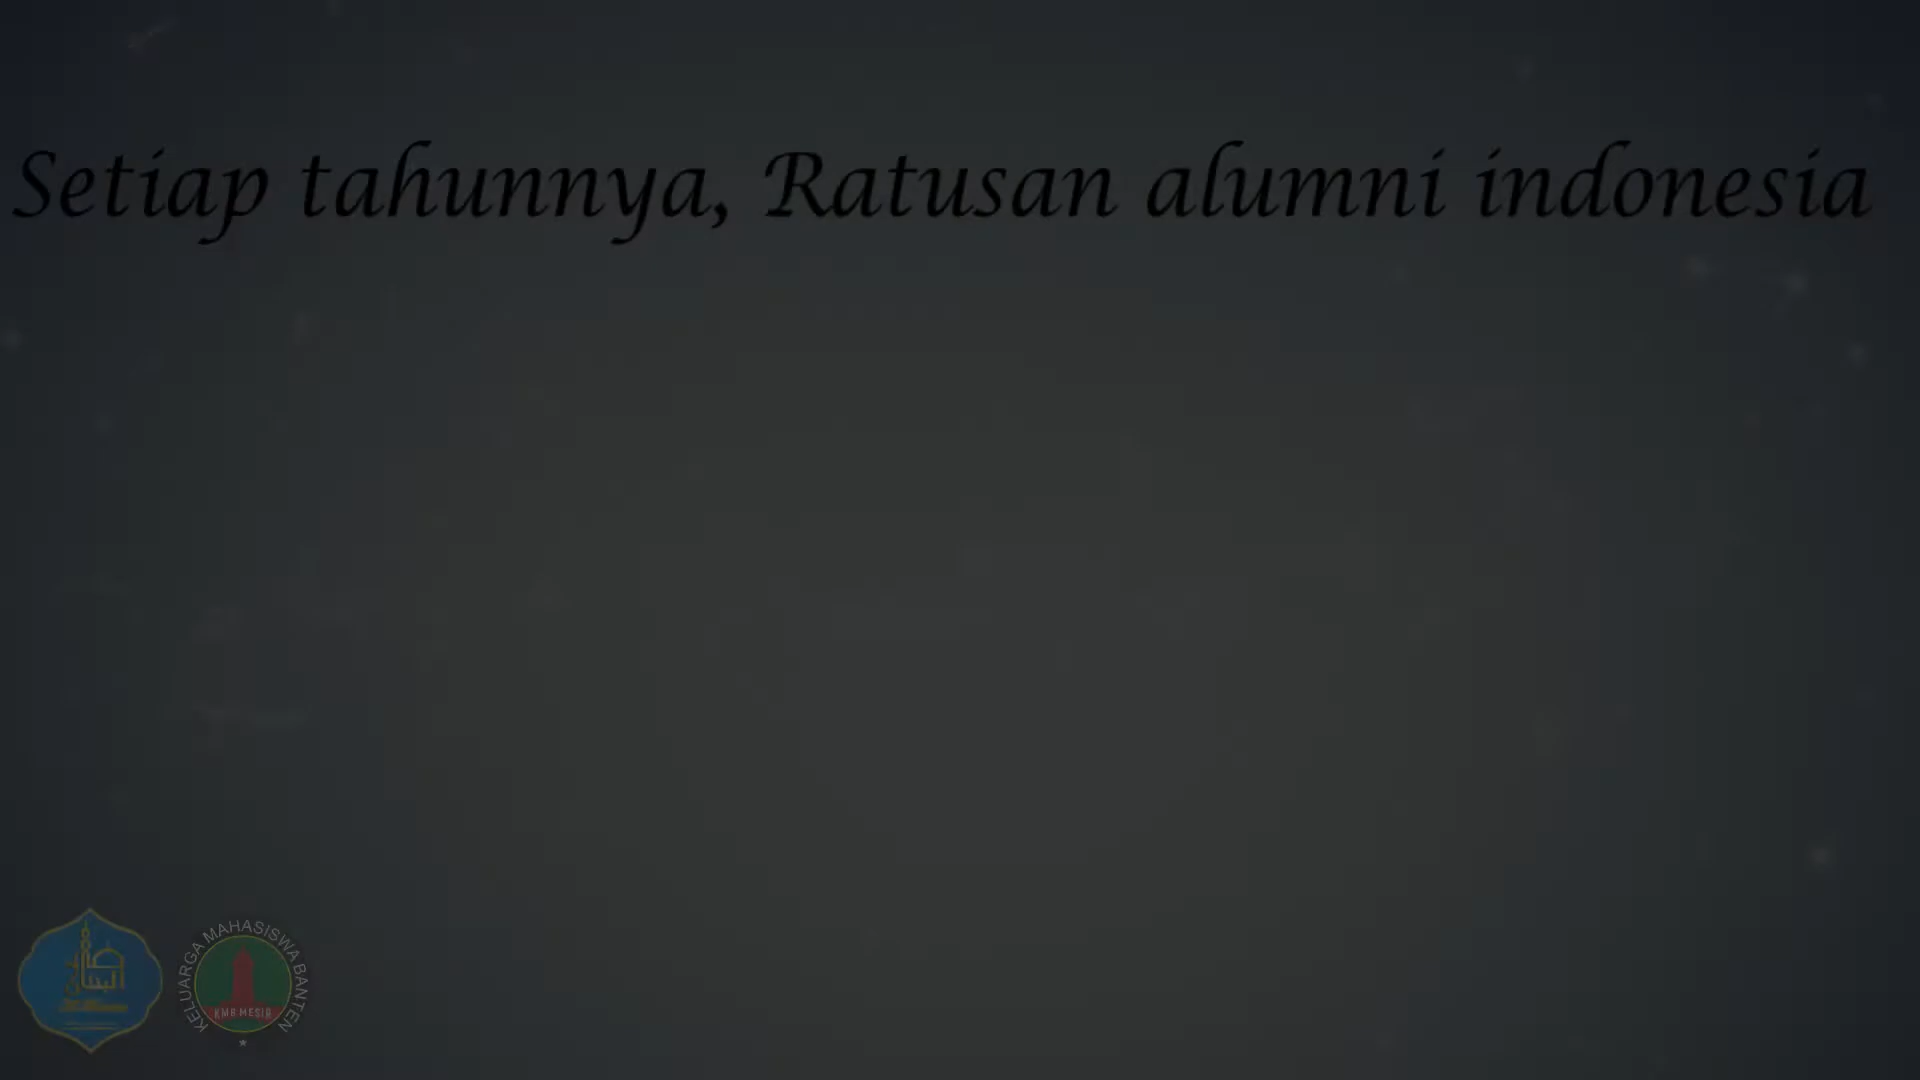 Setiap tahunnya, Ratusan alumni indonesia
KELUARGA MAHASISWA BANTEN
KMB MESIR